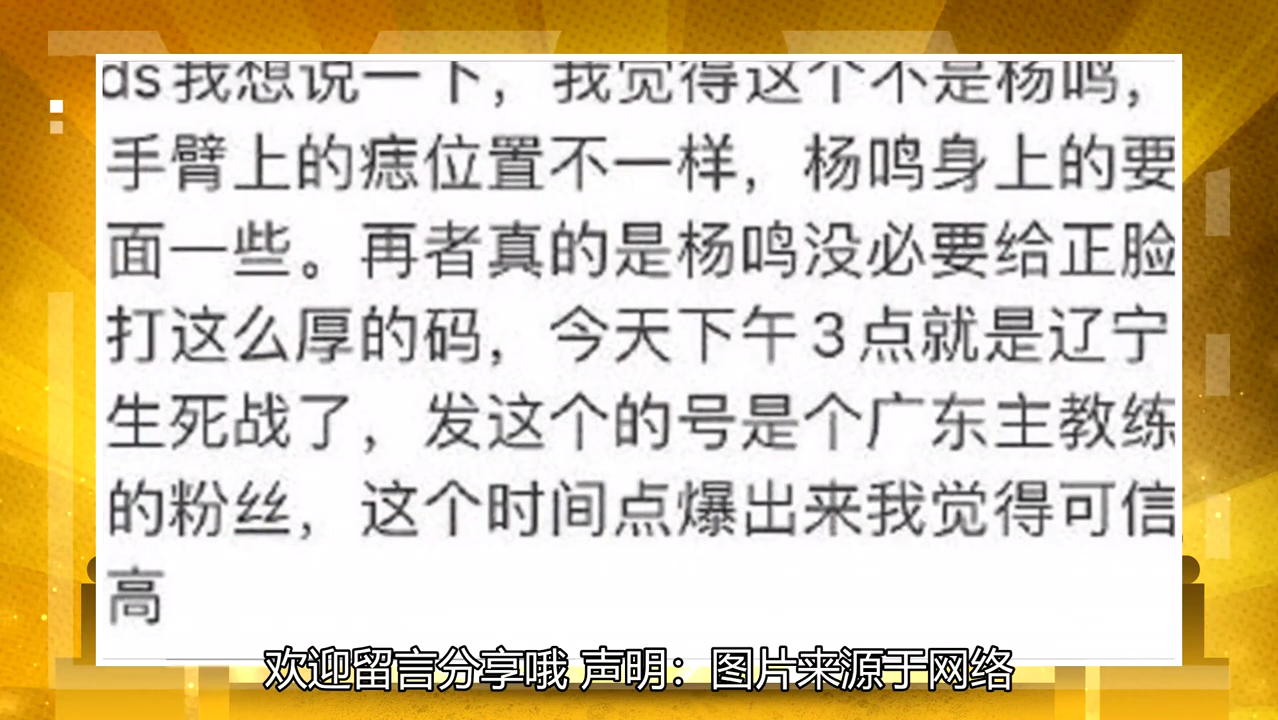 ds我想说一下，我觉得这个不是杨鸣，
手臂上的痣位置不一样，杨鸣身上的要
面一些。再者真的是杨鸣没必要给正脸
打这么厚的码，今天下午3点就是辽宁
生死战了，发这个的号是个广东主教练
的粉丝，这个时间点爆出来我觉得可信
高
欢迎留言分享哦 声明：图片来源于网络